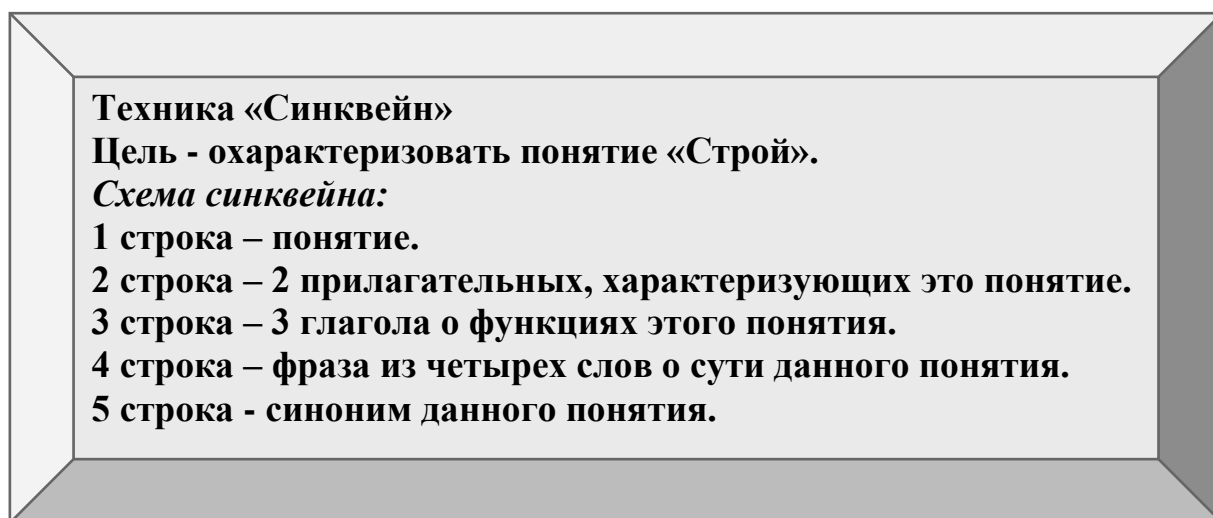 Техника «Синквейн»
Цель - охарактеризовать понятие «Строй».
Схема синквейна:
1 строка – понятие.
2 строка – 2 прилагательных, характеризующих это понятие.
3 строка – 3 глагола о функциях этого понятия.
4 строка – фраза из четырех слов о сути данного понятия.
5 строка - синоним данного понятия.